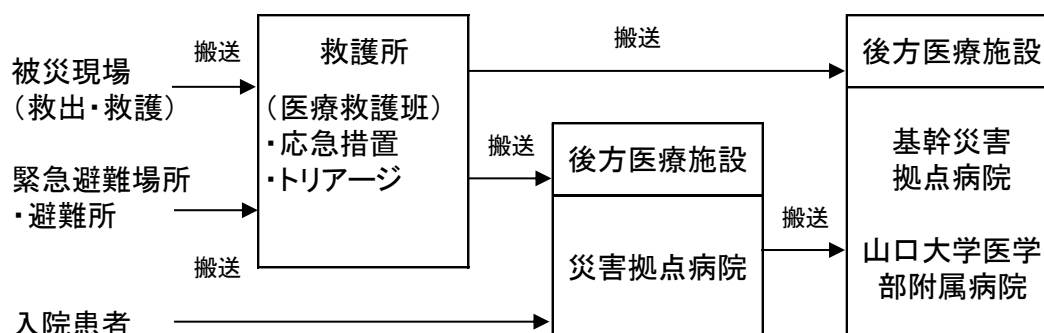 被災現場
(救出・救護)
緊急避難場所
・避難所
入院患者
搬送
搬送
救護所
(医療救護班)
・応急措置
・トリアージ
搬送
搬送
後方医療施設
災害拠点病院
搬送
後方医療施設
基幹災害
拠点病院
山口大学医学
部附属病院